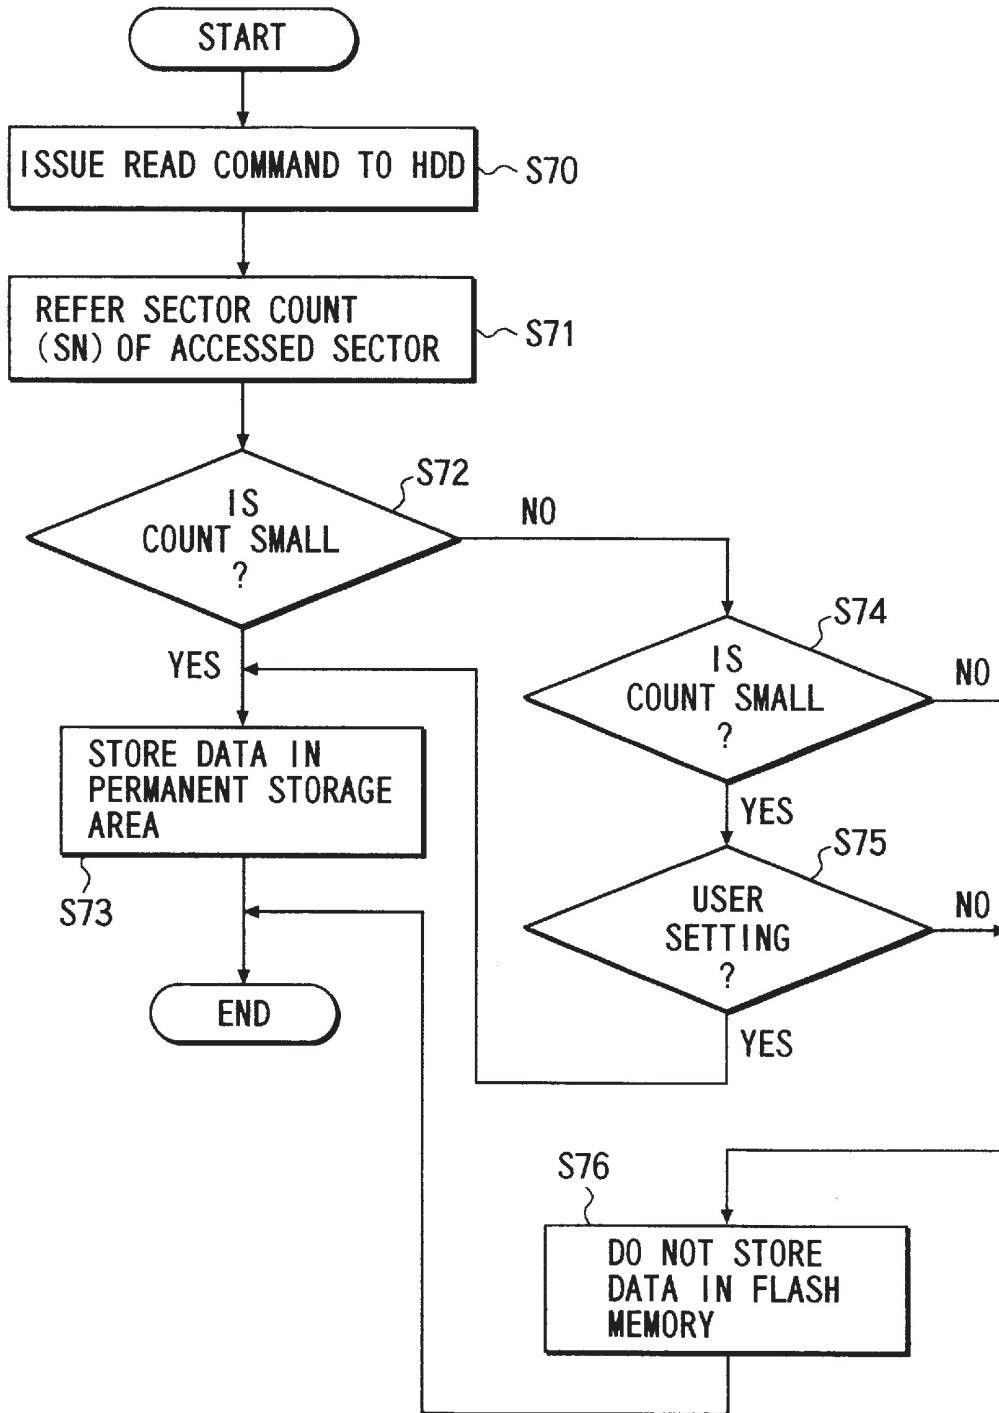 START
ISSUE READ COMMAND TO HDD
S70
REFER SECTOR COUNT
(SN) OF ACCESSED SECTOR
S71
S72
IS
COUNT SMALL
?
NO
YES
S74
IS
COUNT SMALL
?
NO
YES
STORE DATA IN
PERMANENT STORAGE
AREA
S73
S75
USER
SETTING
?
NO
YES
END
S76
DO NOT STORE
DATA IN FLASH
MEMORY